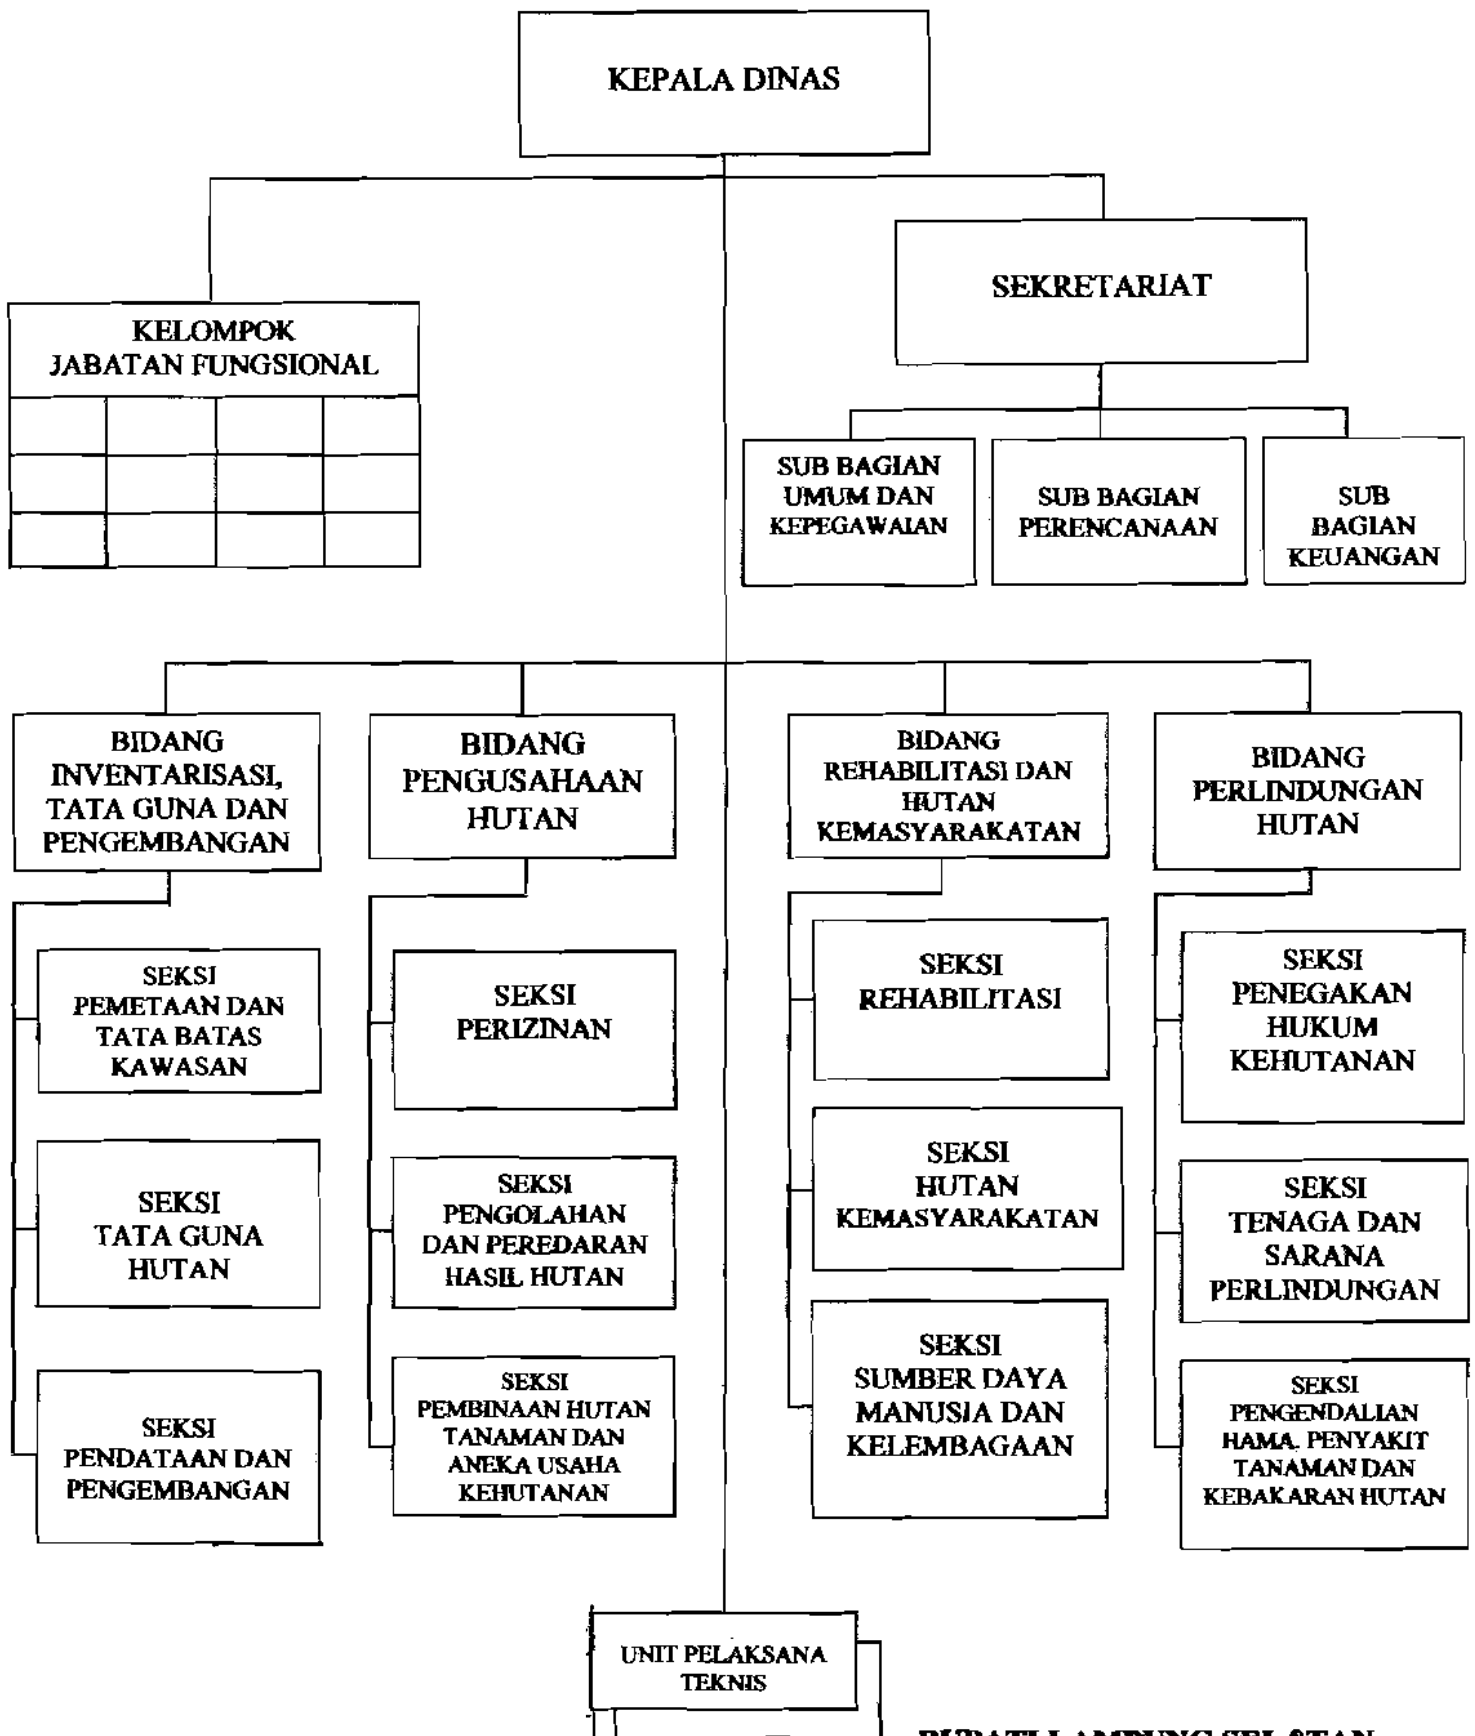 KEPALA DINAS
SEKRETARIAT
KELOMPOK
JABATAN FUNGSIONAL
SUB BAGIAN
UMUM DAN
KEPEGAWAIAN
SUB BAGIAN
PERENCANAAN
SUB
BAGIAN
KEUANGAN
BIDANG
INVENTARISASI,
TATA GUNA DAN
PENGEMBANGAN
BIDANG
PENGUSAHAAN
HUTAN
BIDANG
REHABILITASI DAN
HUTAN
KEMASYARAKATAN
BIDANG
PERLINDUNGAN
HUTAN
SEKSI
PEMETAAN DAN
TATA BATAS
KAWASAN
SEKSI
TATA GUNA
HUTAN
SEKSI
PENDATAAN DAN
PENGEMBANGAN
SEKSI
PERIZINAN
SEKSI
PENGOLAHAN
DAN PEREDARAN
HASIL HUTAN
SEKSI
PEMBINAAN HUTAN
TANAMAN DAN
ANEKA USAHA
KEHUTANAN
SEKSI
REHABILITASI
SEKSI
HUTAN
KEMASYARAKATAN
SEKSI
SUMBER DAYA
MANUSIA DAN
KELEMBAGAAN
SEKSI
PENEGAKAN
HUKUM
KEHUTANAN
SEKSI
TENAGA DAN
SARANA
PERLINDUNGAN
SEKSI
PENGENDALIAN
HAMA, PENYAKIT
TANAMAN DAN
KEBAKARAN HUTAN
UNIT PELAKSANA
TEKNIS
BUPATI LAMPUNG SELATAN